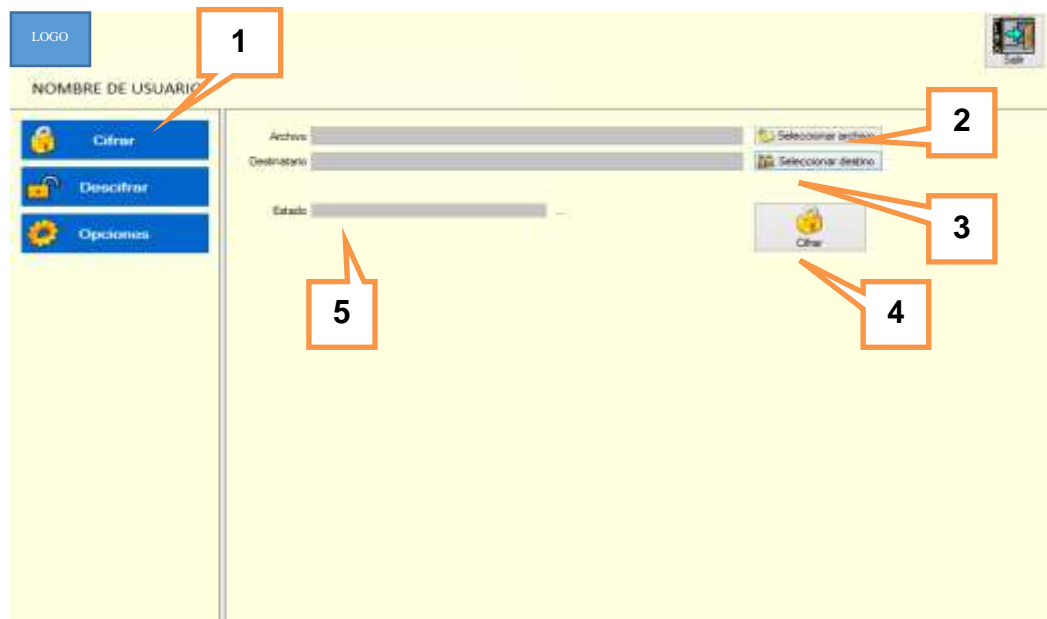 LOGO
1
Salir
NOMBRE DE USUARIO
Cifrar
Archivo
Seleccionar archivo
2
Destinatario
Seleccionar destino
Descifrar
Estado
...
3
Opciones
Cifrar
5
4